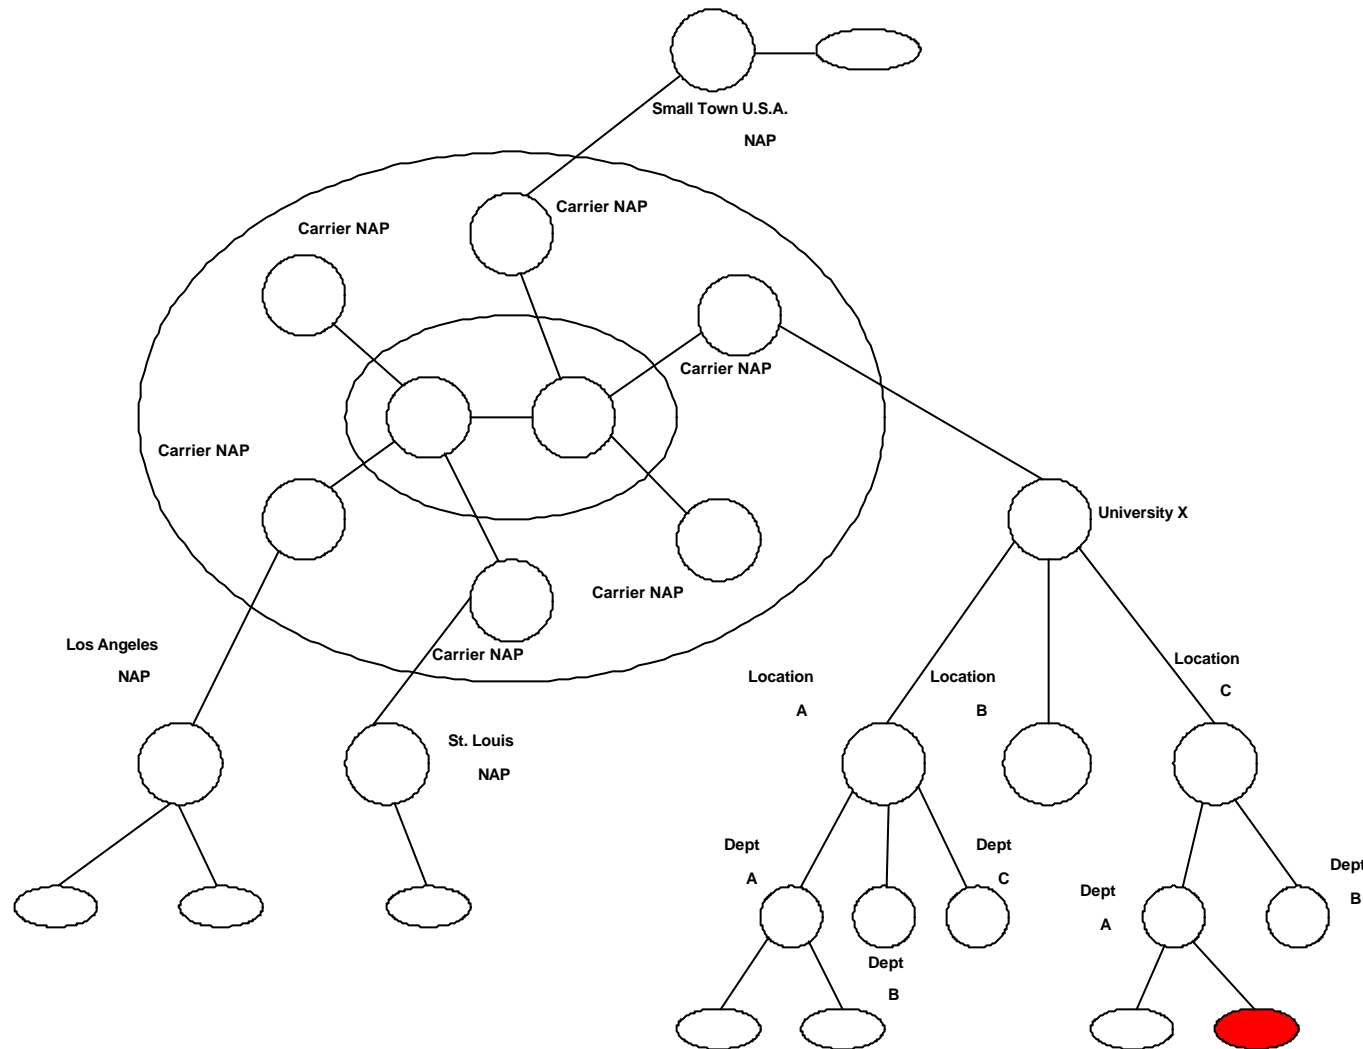 Small Town U.S.A.
NAP
Carrier NAP
Carrier NAP
Carrier NAP
Carrier NAP
University X
Carrier NAP
Los Angeles
NAP
Carrier NAP
Location
A
Location
B
Location
C
St. Louis
NAP
Dept
A
Dept
C
Dept
B
Dept
A
Dept
B